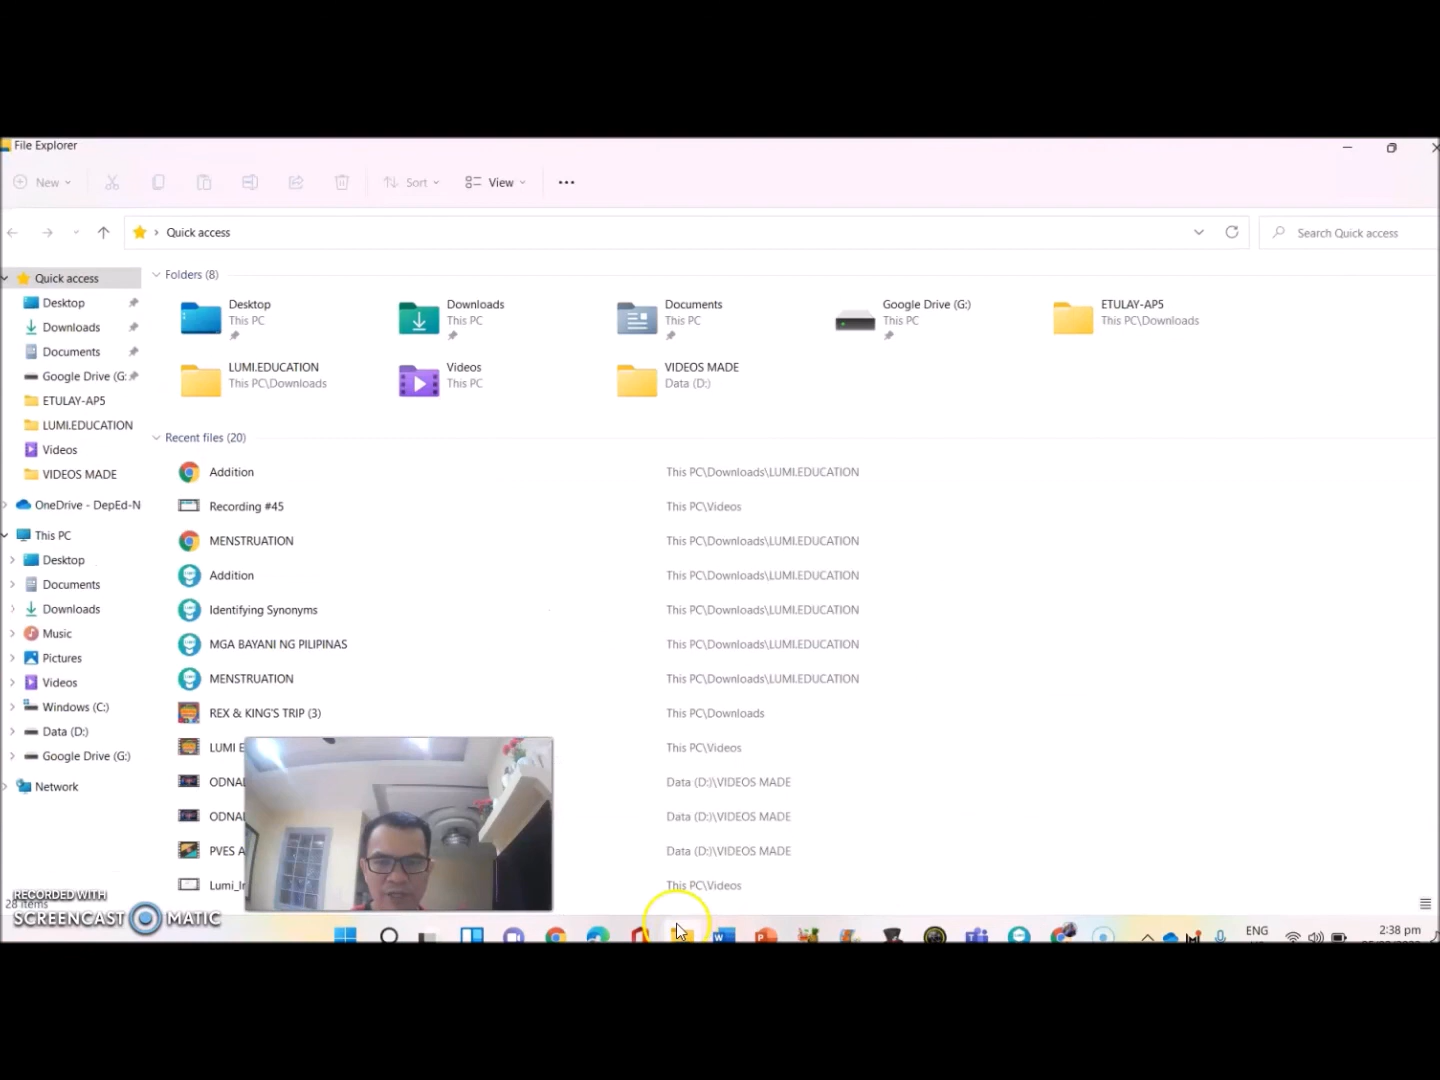 File Explorer
New
Sort
View
Quick access
Search Quick access
Quick access
Desktop
Downloads
Documents
Google Drive (G:
ETULAY-AP5
LUMI.EDUCATION
Videos
VIDEOS MADE
OneDrive - DepEd-N
This PC
Desktop
Documents
Downloads
Music
Pictures
Videos
Windows (C:)
Data (D:)
Google Drive (G:)
Network
28 items
Folders (8)
Desktop
This PC
Downloads
This PC
Documents
This PC
Google Drive (G:)
This PC
ETULAY-AP5
This PC\Downloads
LUMI.EDUCATION
This PC\Downloads
Videos
This PC
VIDEOS MADE
Data (D:)
Recent files (20)
Addition This PC\Downloads\LUMI.EDUCATION
Recording #45 This PC\Videos
MENSTRUATION This PC\Downloads\LUMI.EDUCATION
Addition This PC\Downloads\LUMI.EDUCATION
Identifying Synonyms This PC\Downloads\LUMI.EDUCATION
MGA BAYANI NG PILIPINAS This PC\Downloads\LUMI.EDUCATION
MENSTRUATION This PC\Downloads\LUMI.EDUCATION
REX & KING'S TRIP (3) This PC\Downloads
LUMI E This PC\Videos
ODNAL Data (D:)\VIDEOS MADE
ODNAL Data (D:)\VIDEOS MADE
PVES A Data (D:)\VIDEOS MADE
Lumi_In This PC\Videos
RECORDED WITH
SCREENCAST MATIC
ENG
2:38 pm